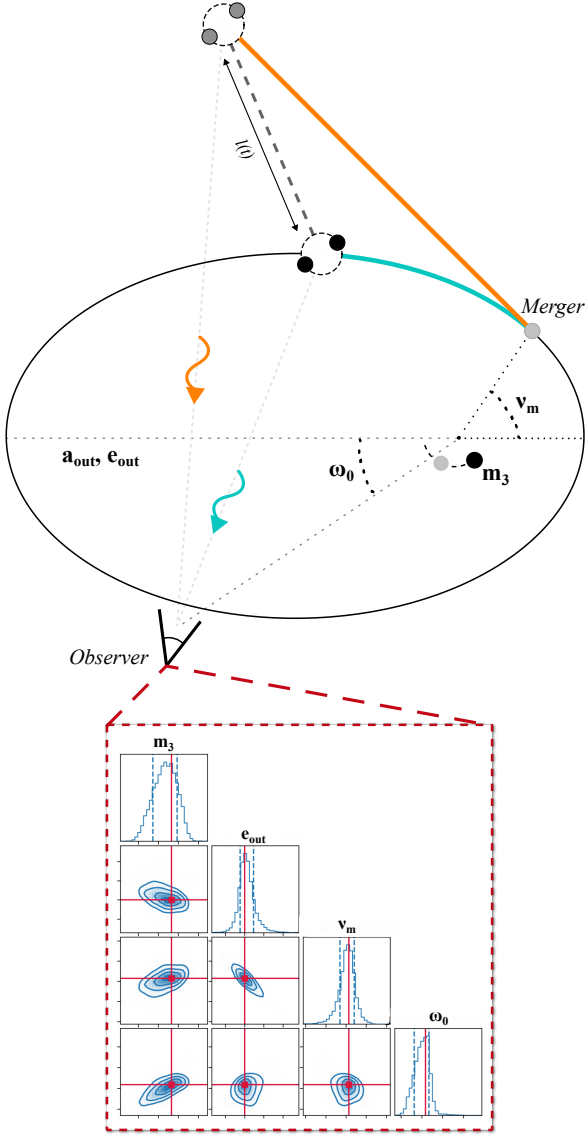 l(t)
Merger
ν_m
a_out, e_out
ω_0
m_3
Observer
m_3
e_out
ν_m
ω_0